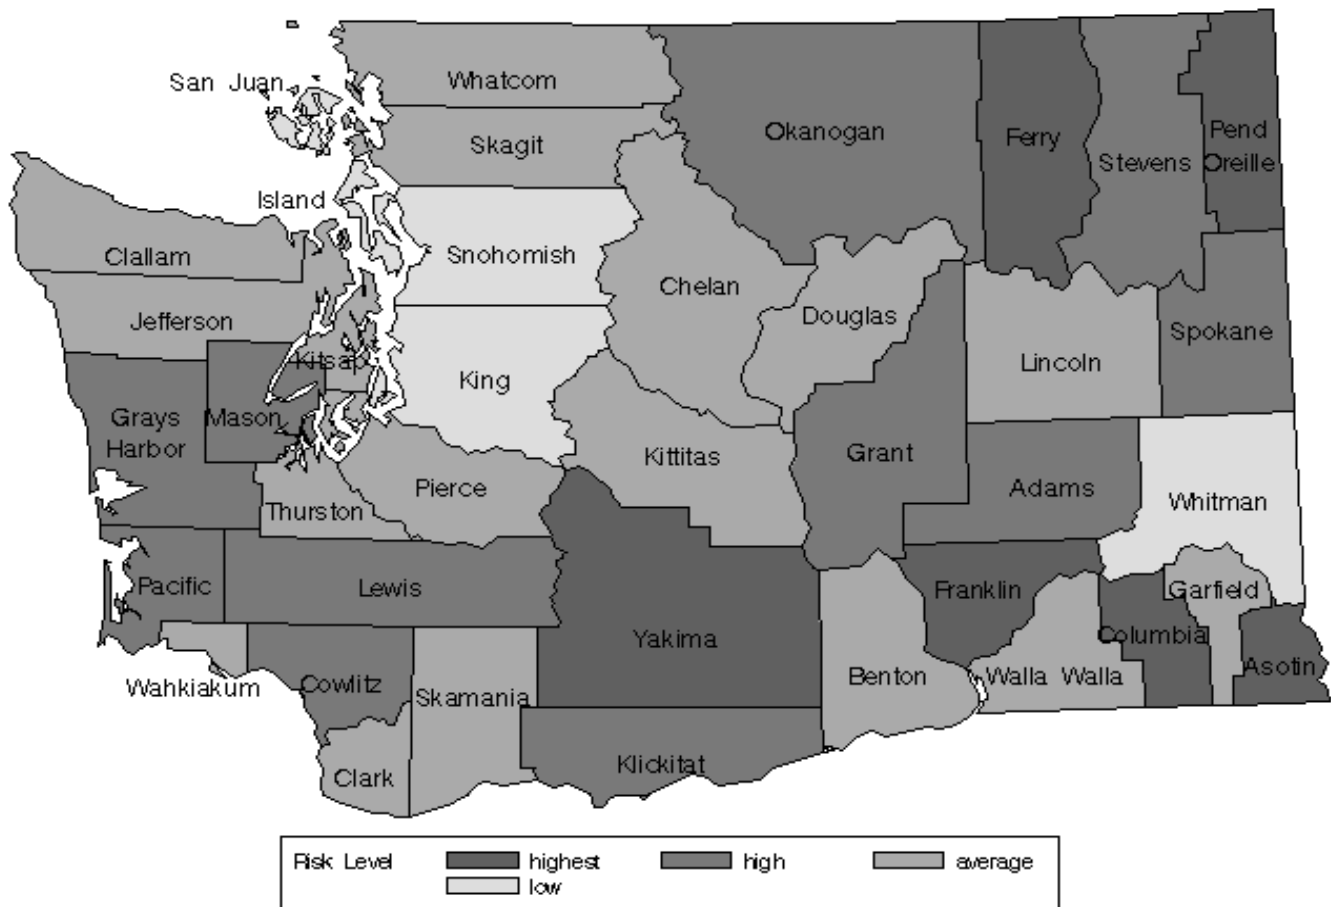 San Juan
Whatcom
Skagit
Okanogan
Ferry
Stevens
Pend
Oreille
Island
Clallam
Snohomish
Chelan
Jefferson
Douglas
Spokane
Kitsap
King
Lincoln
Grays
Harbor
Mason
Kittitas
Grant
Adams
Whitman
Thurston
Pierce
Pacific
Lewis
Franklin
Garfield
Yakima
Columbia
Wahkiakum
Cowlitz
Skamania
Benton
Walla Walla
Asotin
Clark
Klickitat
Risk Level highest high average
low